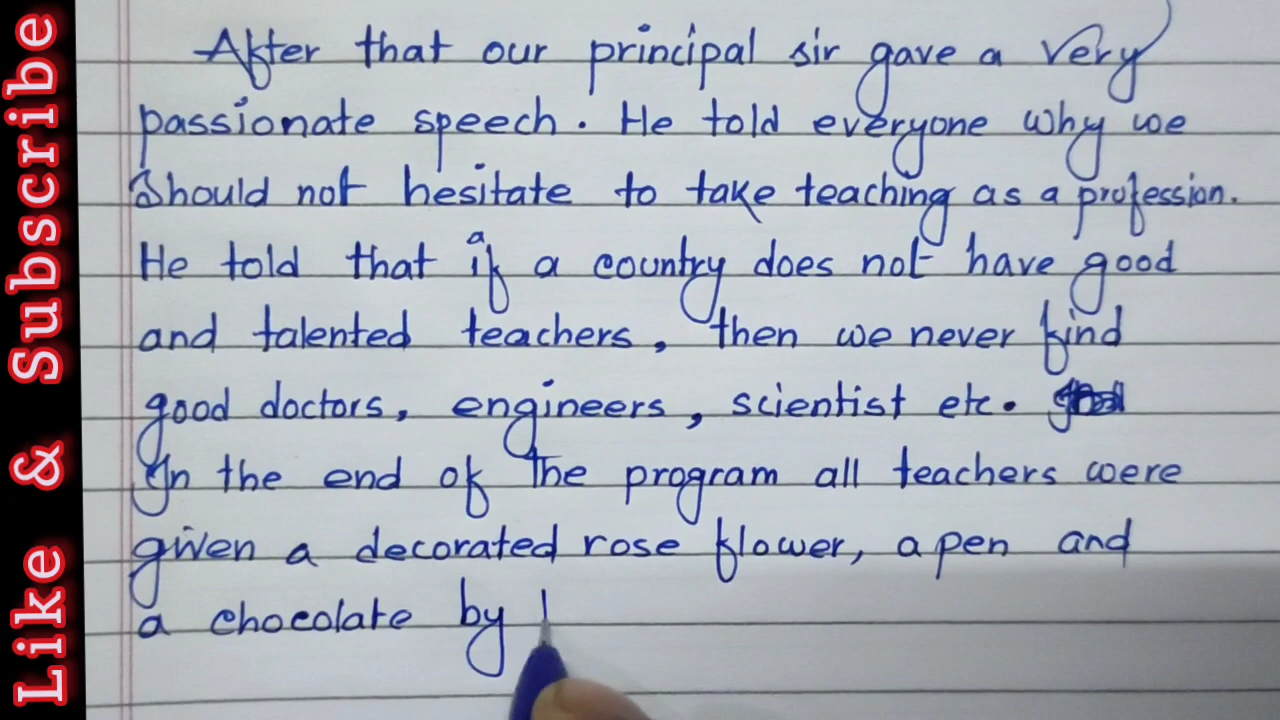 Like & Subscribe
After that our principal sir gave a very
passionate speech. He told everyone why we
should not hesitate to take teaching as a profession.
He told that if a country does not have good
and talented teachers, then we never find
good doctors, engineers, scientist etc.
In the end of the program all teachers were
given a decorated rose flower, a pen and
a chocolate by